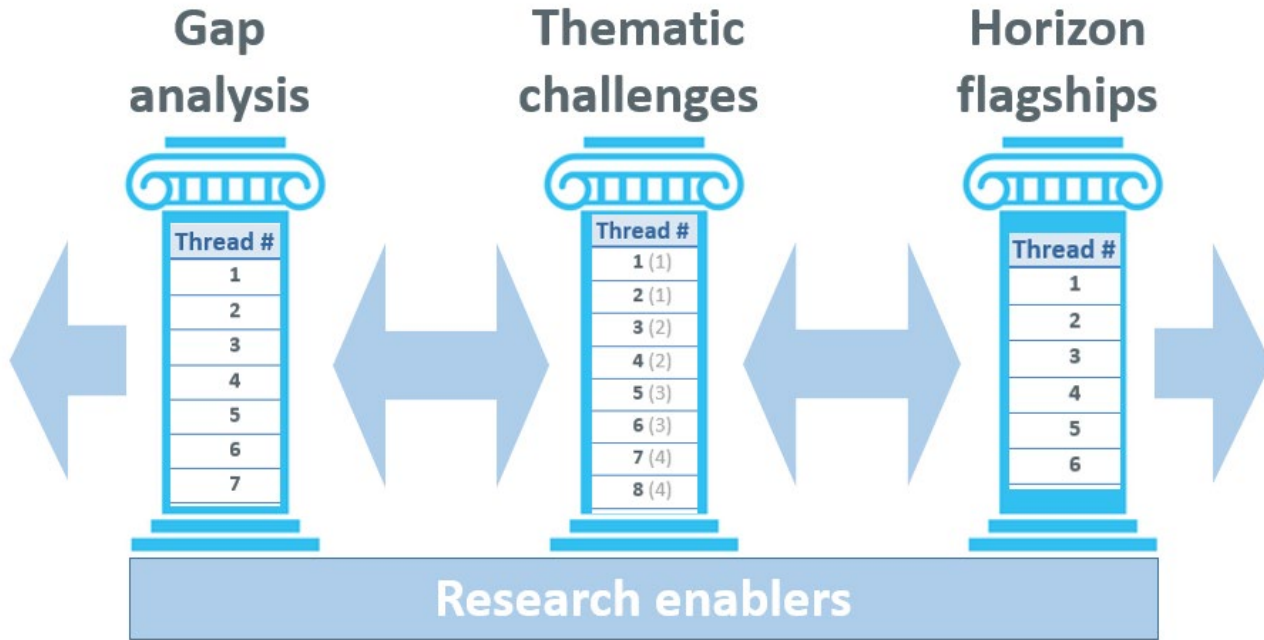 Gap
analysis
Thread #
1
2
3
4
5
6
7
Thematic
challenges
Thread #
1 (1)
2 (1)
3 (2)
4 (2)
5 (3)
6 (3)
7 (4)
8 (4)
Horizon
flagships
Thread #
1
2
3
4
5
6
Research enablers